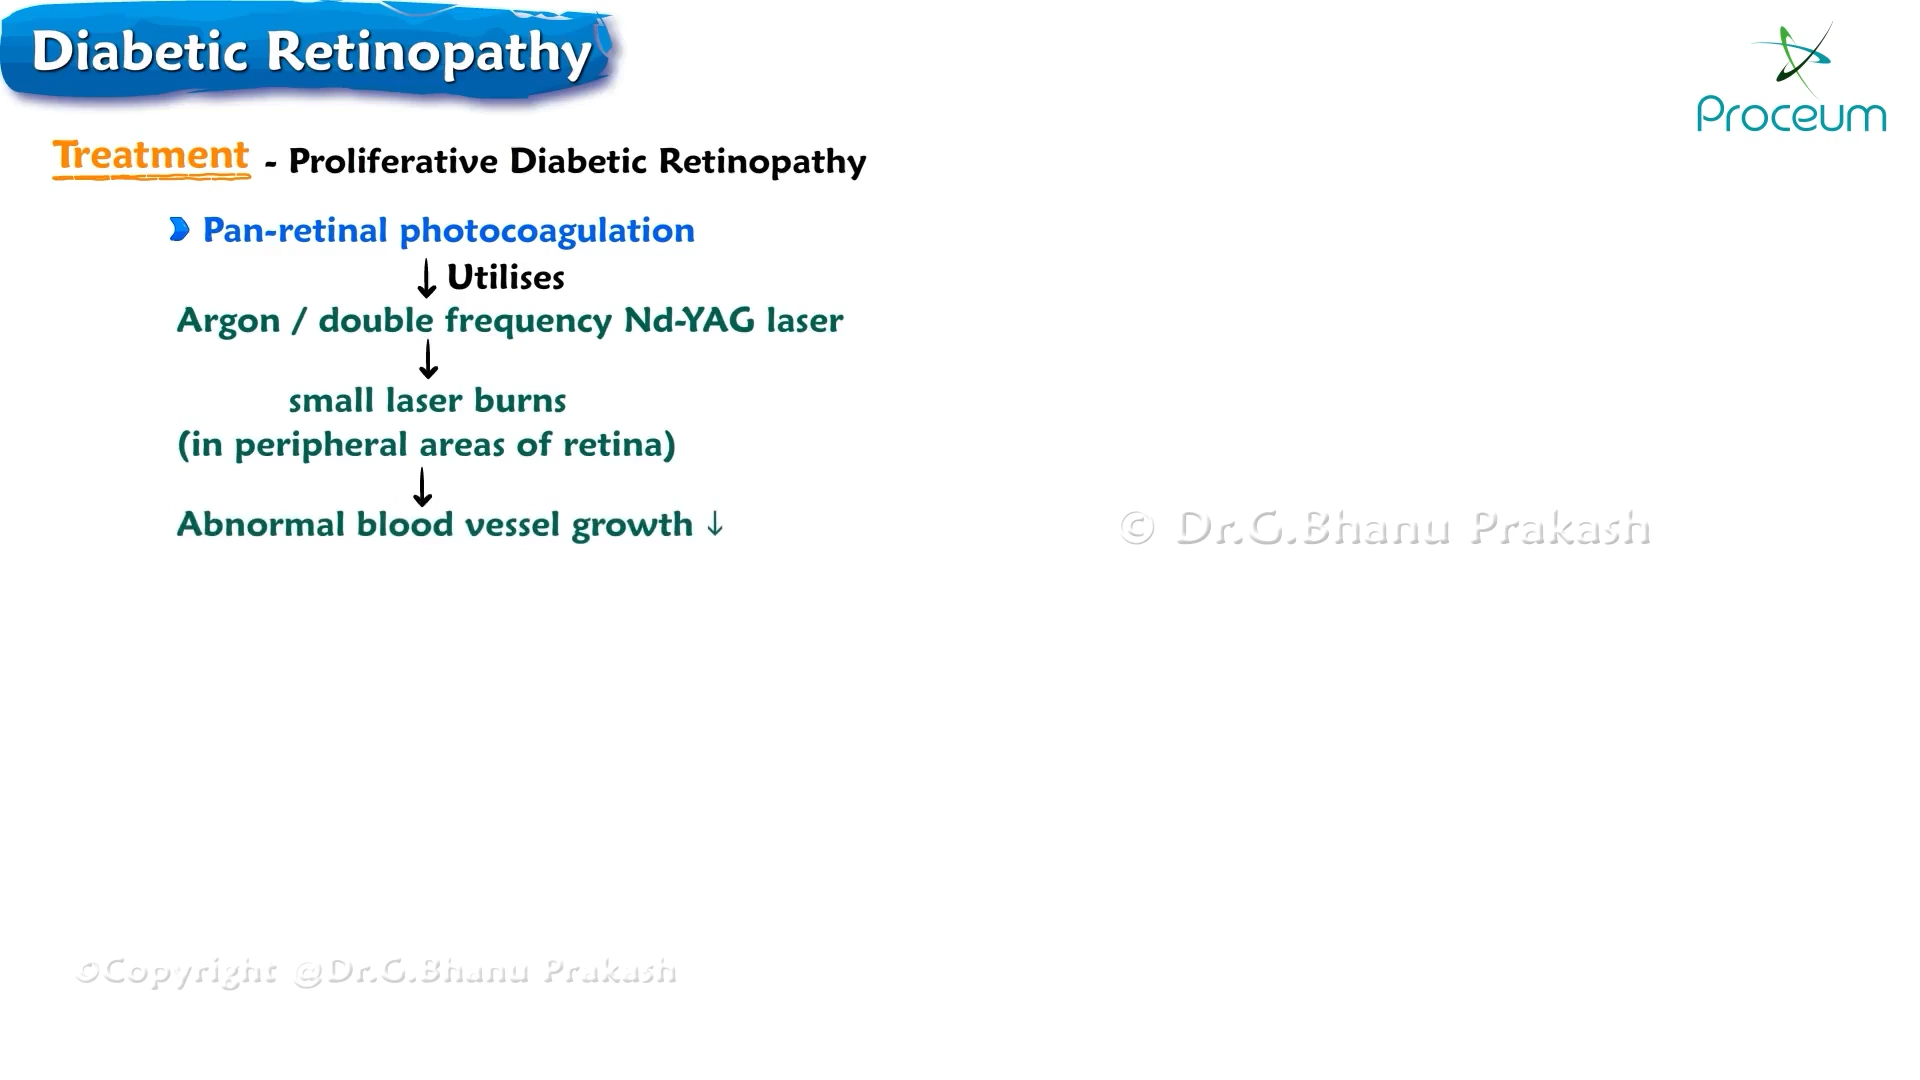 Diabetic Retinopathy
Proceum
Treatment - Proliferative Diabetic Retinopathy
Pan-retinal photocoagulation
↓ Utilises
Argon / double frequency Nd-YAG laser
↓
small laser burns
(in peripheral areas of retina)
↓
Abnormal blood vessel growth ↓
© Dr.G.Bhanu Prakash
©Copyright @Dr.G.Bhanu Prakash